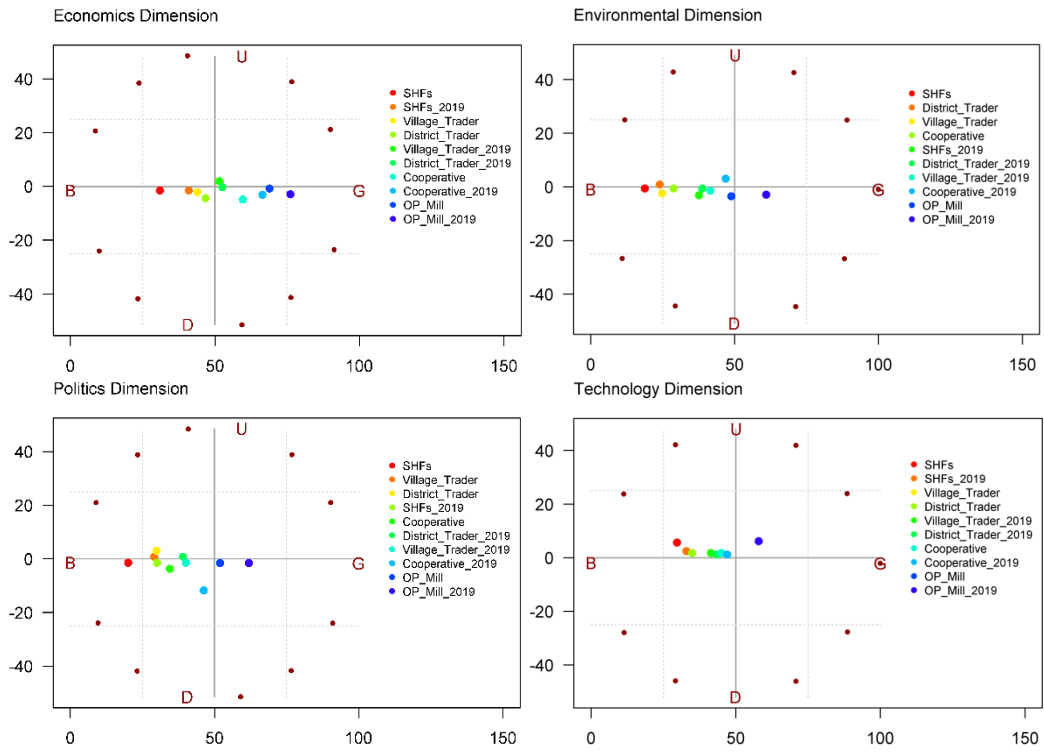 Economics Dimension
40
20
0
-20
-40
U
B
G
D
SHFs
SHFs_2019
Village_Trader
District_Trader
Village_Trader_2019
District_Trader_2019
Cooperative
Cooperative_2019
OP_Mill
OP_Mill_2019
0 50 100 150
Environmental Dimension
40
20
0
-20
-40
U
B
G
D
SHFs
District_Trader
Village_Trader
Cooperative
SHFs_2019
District_Trader_2019
Village_Trader_2019
Cooperative_2019
OP_Mill
OP_Mill_2019
0 50 100 150
Politics Dimension
40
20
0
-20
-40
U
B
G
D
SHFs
Village_Trader
District_Trader
SHFs_2019
Cooperative
District_Trader_2019
Village_Trader_2019
Cooperative_2019
OP_Mill
OP_Mill_2019
0 50 100 150
Technology Dimension
40
20
0
-20
-40
U
B
G
D
SHFs
SHFs_2019
Village_Trader
District_Trader
Village_Trader_2019
District_Trader_2019
Cooperative
Cooperative_2019
OP_Mill
OP_Mill_2019
0 50 100 150